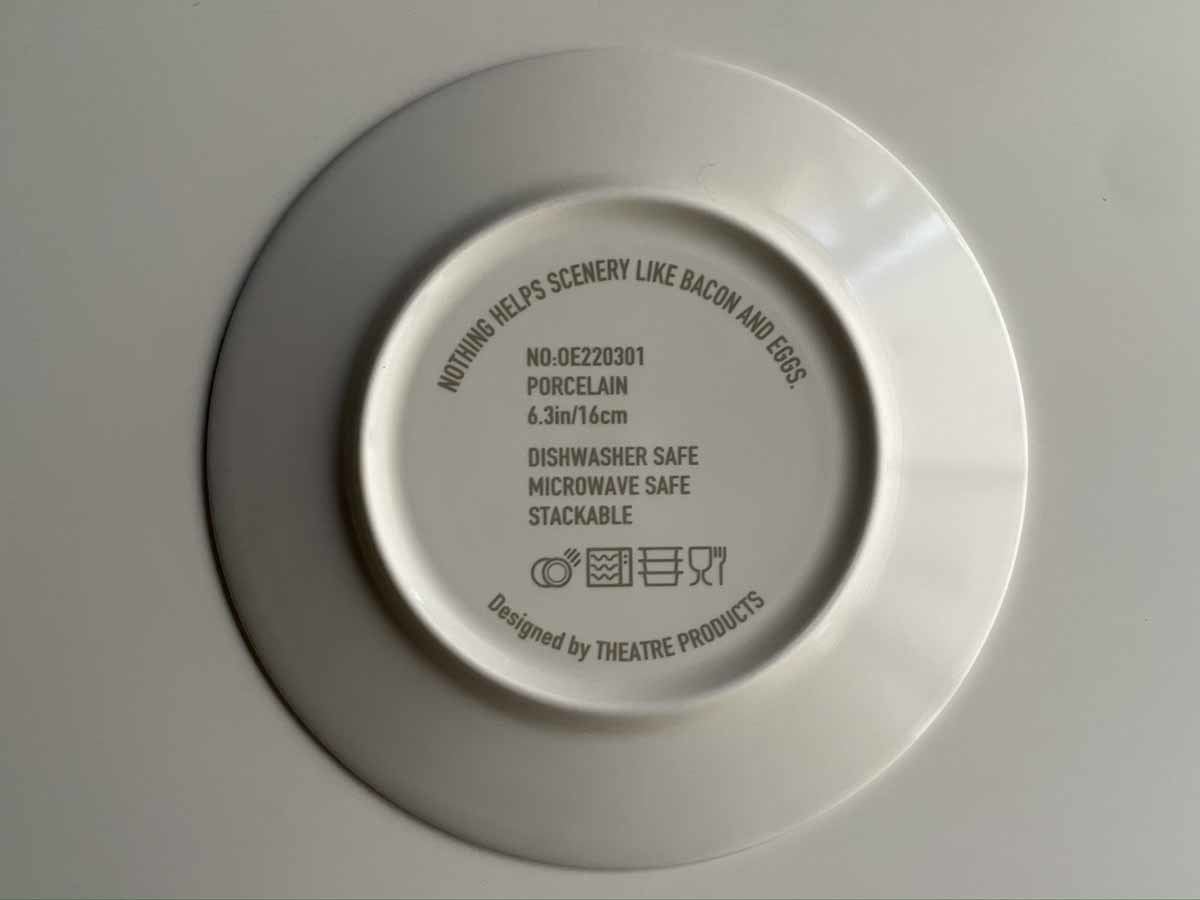 NOTHING HELPS SCENERY LIKE BACON AND EGGS.
NO:OE220301
PORCELAIN
6.3in/16cm
DISHWASHER SAFE
MICROWAVE SAFE
STACKABLE
Designed by THEATRE PRODUCTS